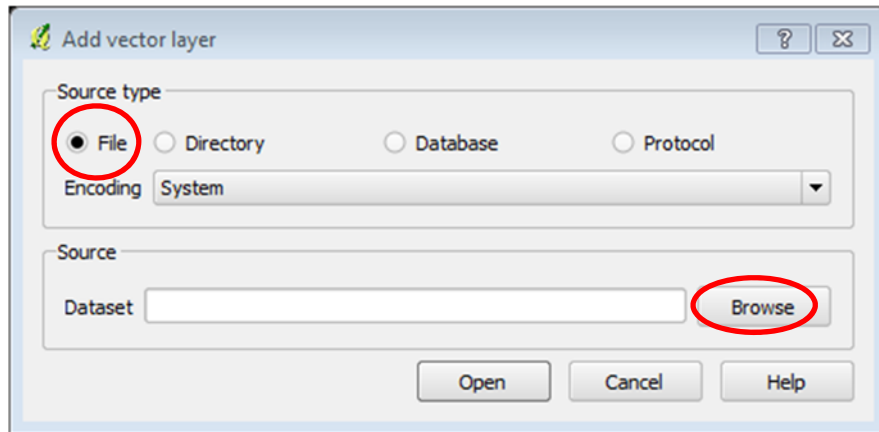 Add vector layer
Source type
File Directory Database Protocol
Encoding System
Source
Dataset Browse
Open Cancel Help